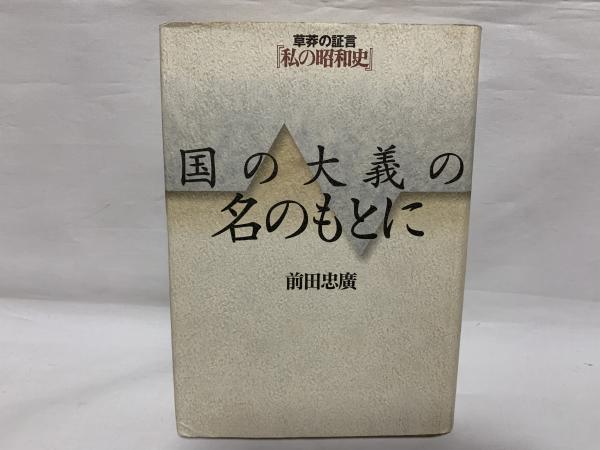 草莽の証言
『私の昭和史』
国の大義の
名のもとに
前田忠廣